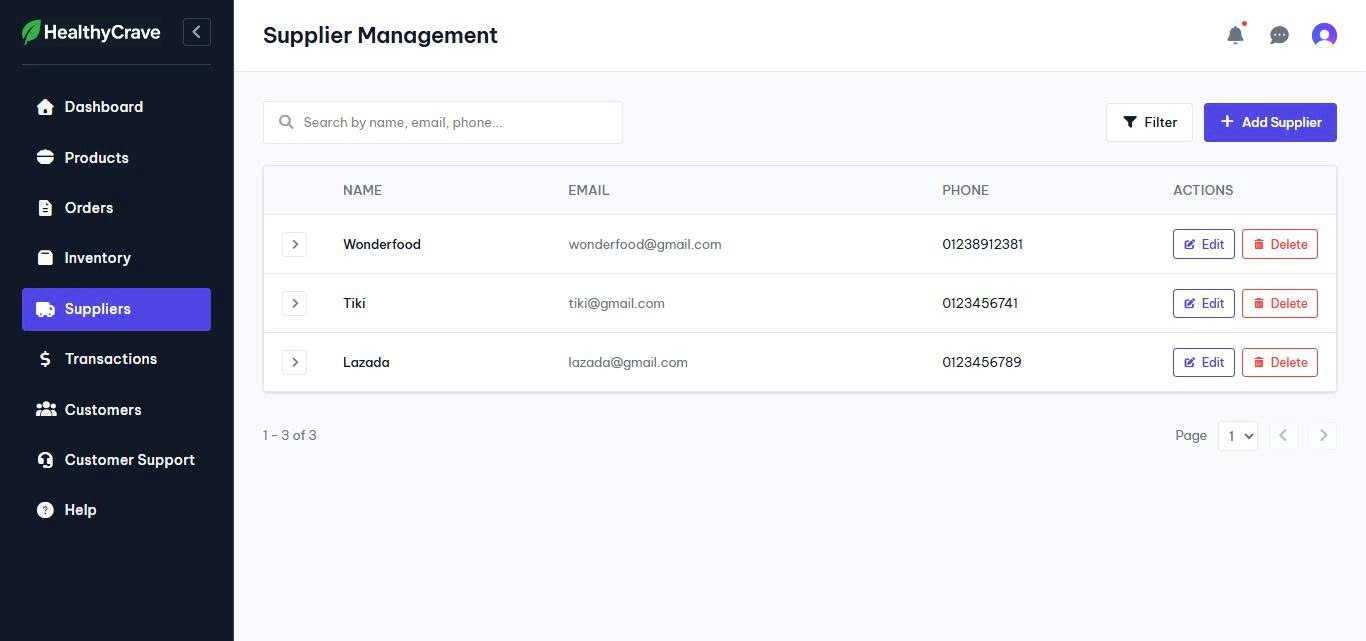 HealthyCrave
Supplier Management
Dashboard
Products
Orders
Inventory
Suppliers
Transactions
Customers
Customer Support
Help
Search by name, email, phone...
Filter
+ Add Supplier
NAME EMAIL PHONE ACTIONS
Wonderfood wonderfood@gmail.com 01238912381 Edit Delete
Tiki tiki@gmail.com 0123456741 Edit Delete
Lazada lazada@gmail.com 0123456789 Edit Delete
1 - 3 of 3
Page 1